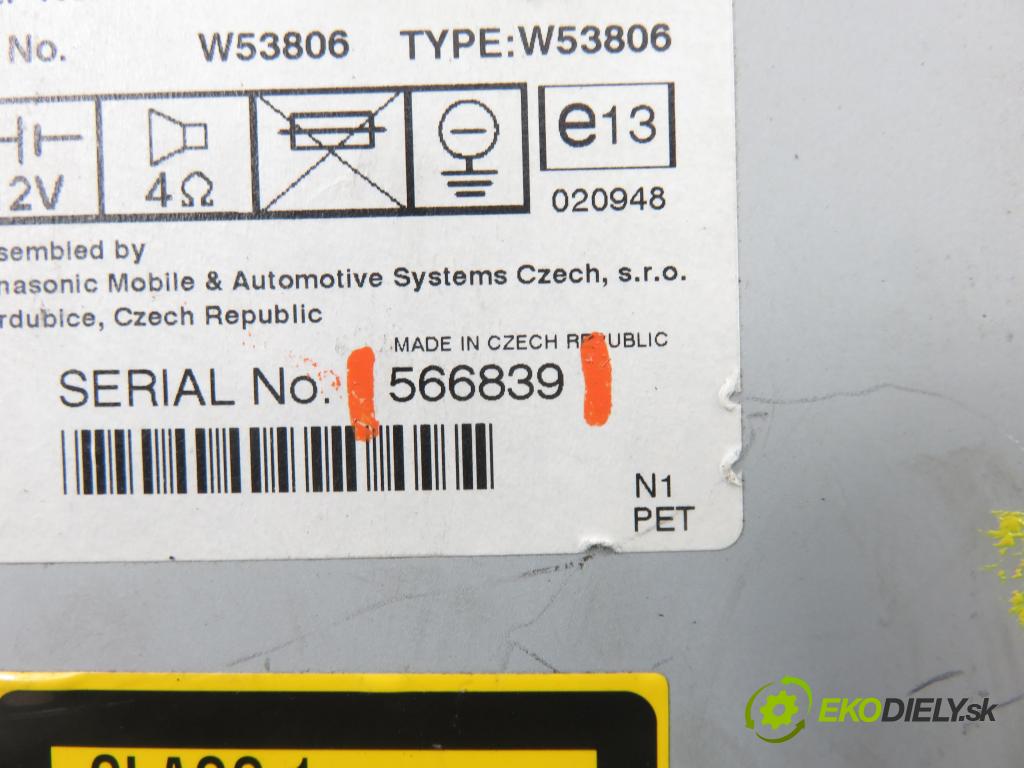 No. W53806 TYPE:W53806
e13
2V 4Ω
020948
sembled by
nasonic Mobile & Automotive Systems Czech, s.r.o.
rdubice, Czech Republic
MADE IN CZECH REPUBLIC
SERIAL No. 566839
N1
PET
EKODIELY.sk